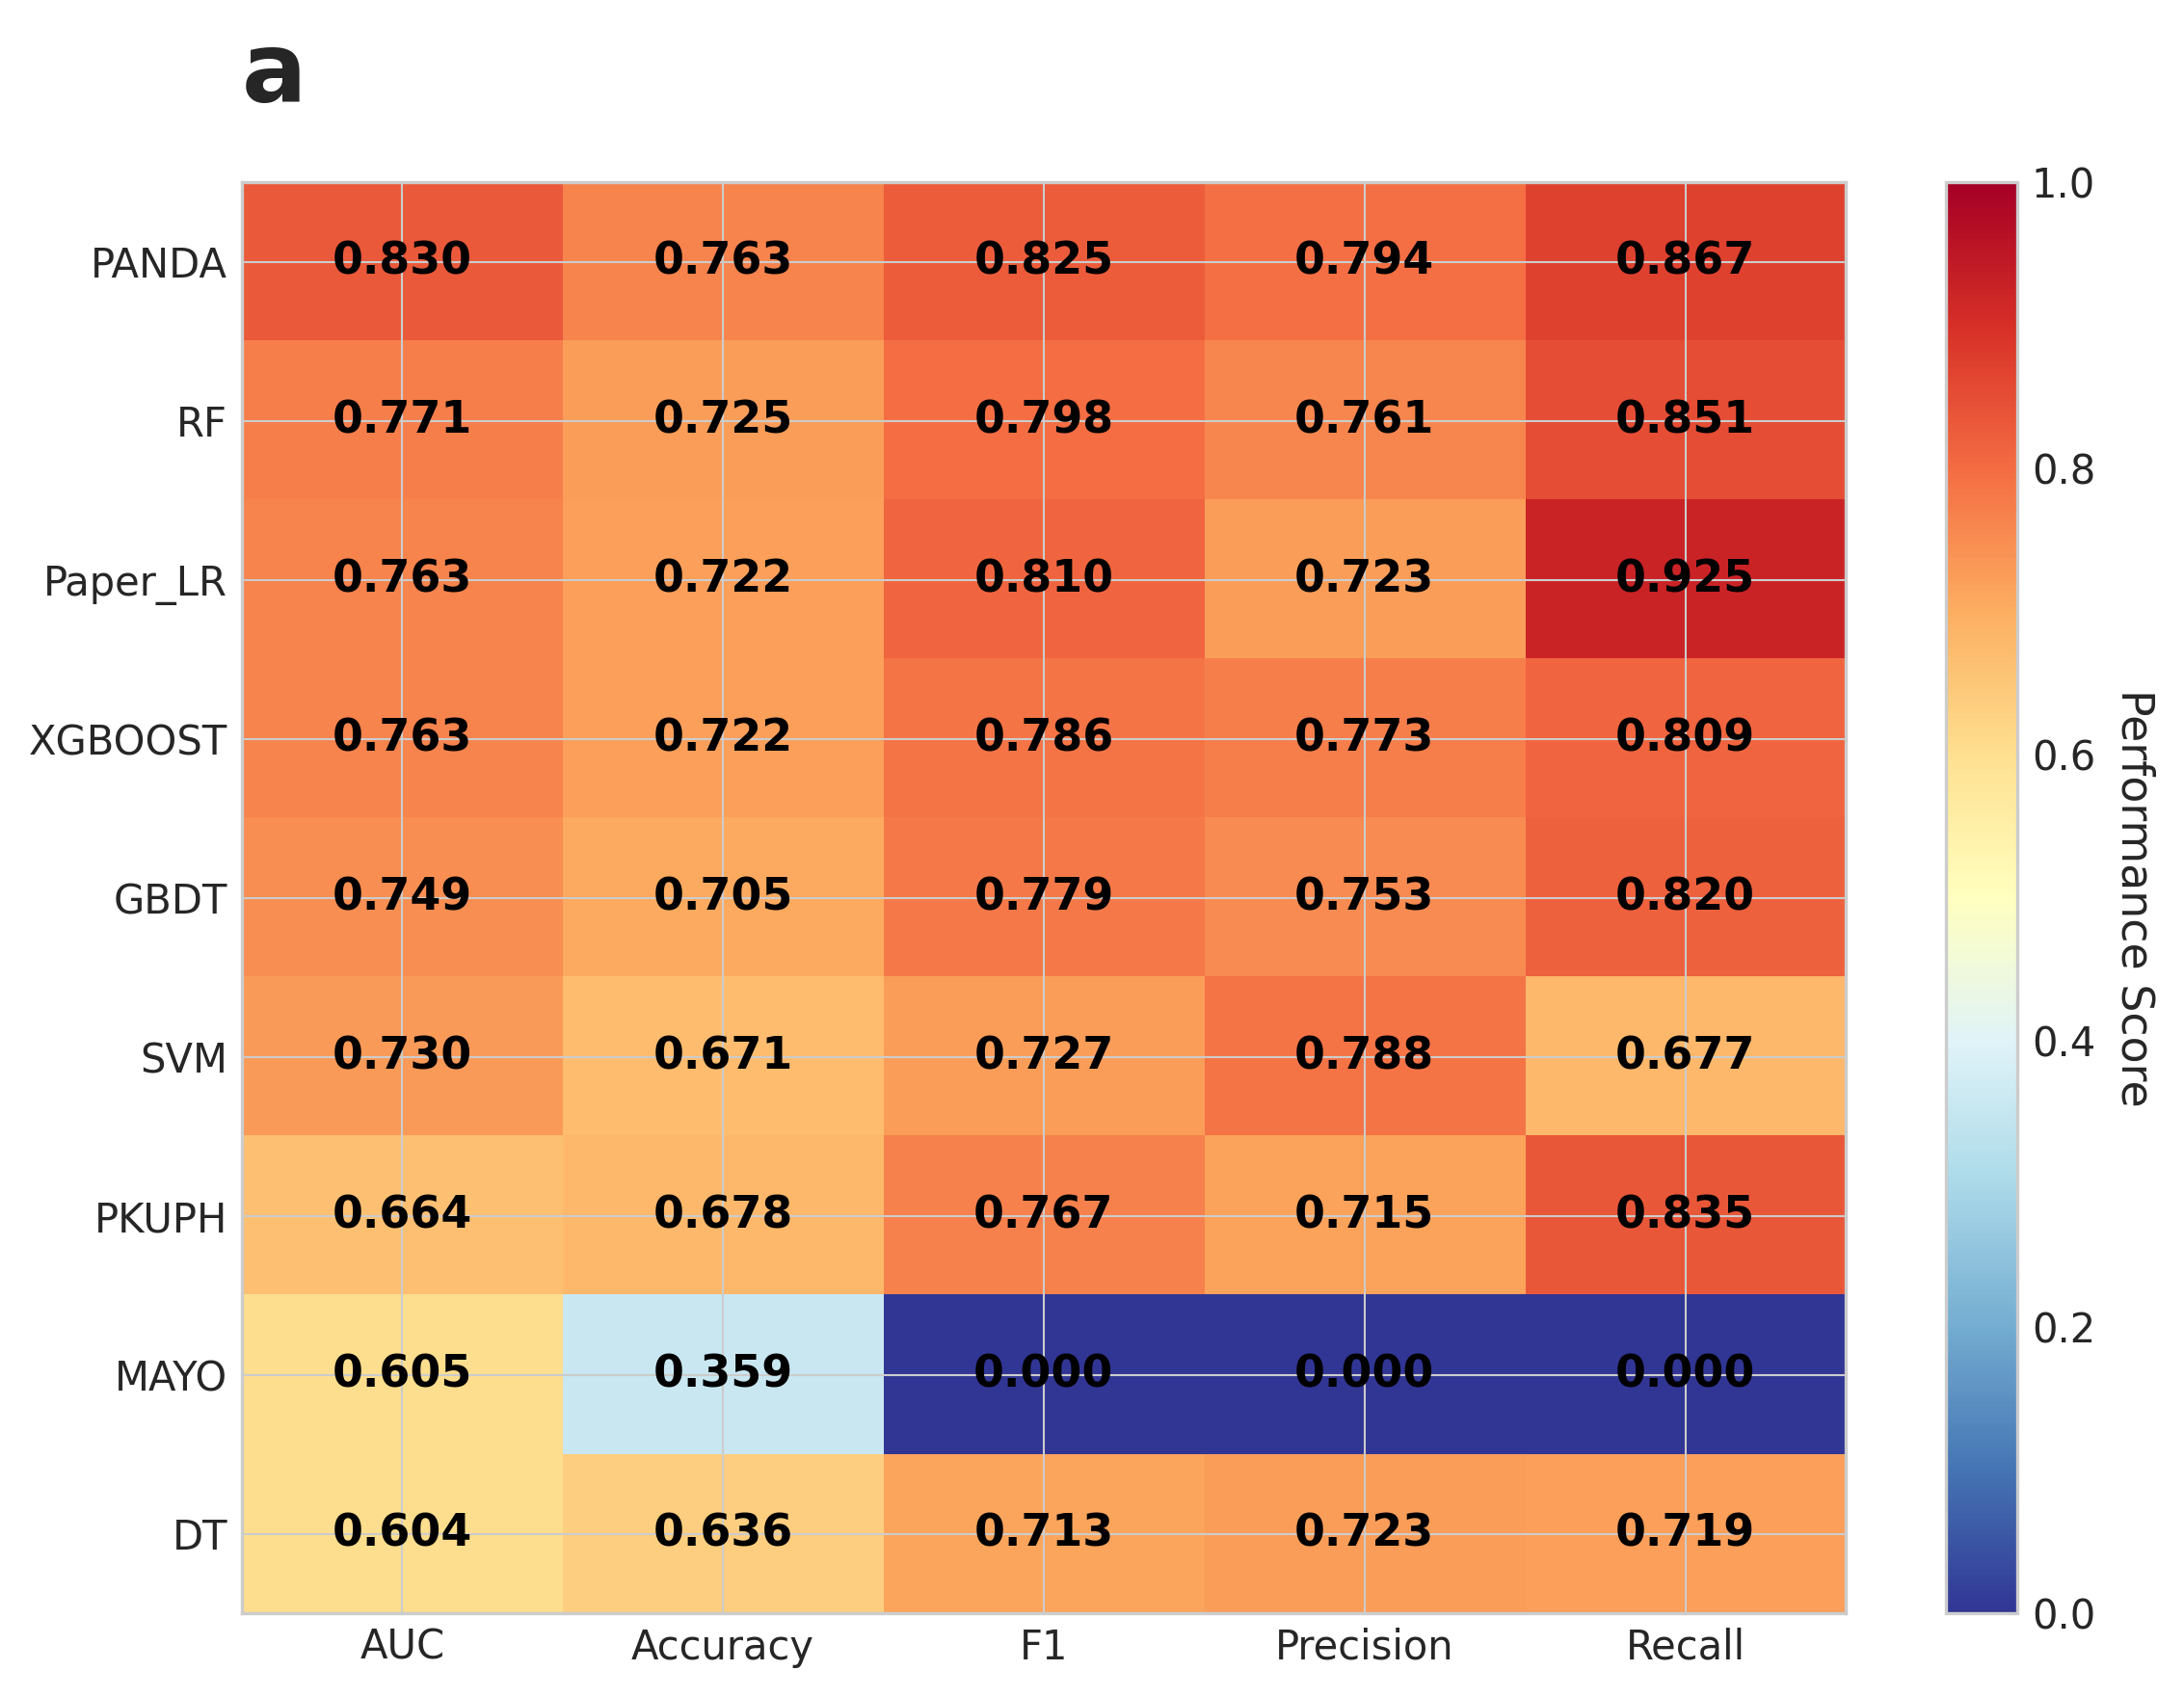 a
PANDA 0.830 0.763 0.825 0.794 0.867
RF 0.771 0.725 0.798 0.761 0.851
Paper_LR 0.763 0.722 0.810 0.723 0.925
XGBOOST 0.763 0.722 0.786 0.773 0.809
GBDT 0.749 0.705 0.779 0.753 0.820
SVM 0.730 0.671 0.727 0.788 0.677
PKUPH 0.664 0.678 0.767 0.715 0.835
MAYO 0.605 0.359 0.000 0.000 0.000
DT 0.604 0.636 0.713 0.723 0.719
AUC Accuracy F1 Precision Recall
1.0
0.8
0.6
0.4
0.2
0.0
Performance Score